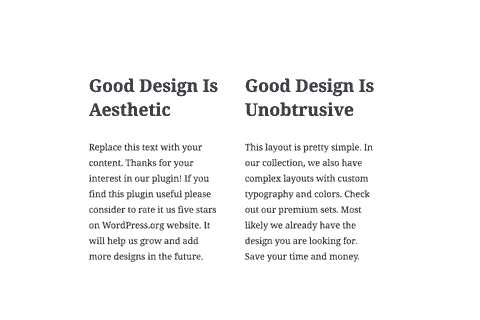 Good Design Is
Aesthetic
Replace this text with your
content. Thanks for your
interest in our plugin! If you
find this plugin useful please
consider to rate it us five stars
on WordPress.org website. It
will help us grow and add
more designs in the future.
Good Design Is
Unobtrusive
This layout is pretty simple. In
our collection, we also have
complex layouts with custom
typography and colors. Check
out our premium sets. Most
likely we already have the
design you are looking for.
Save your time and money.